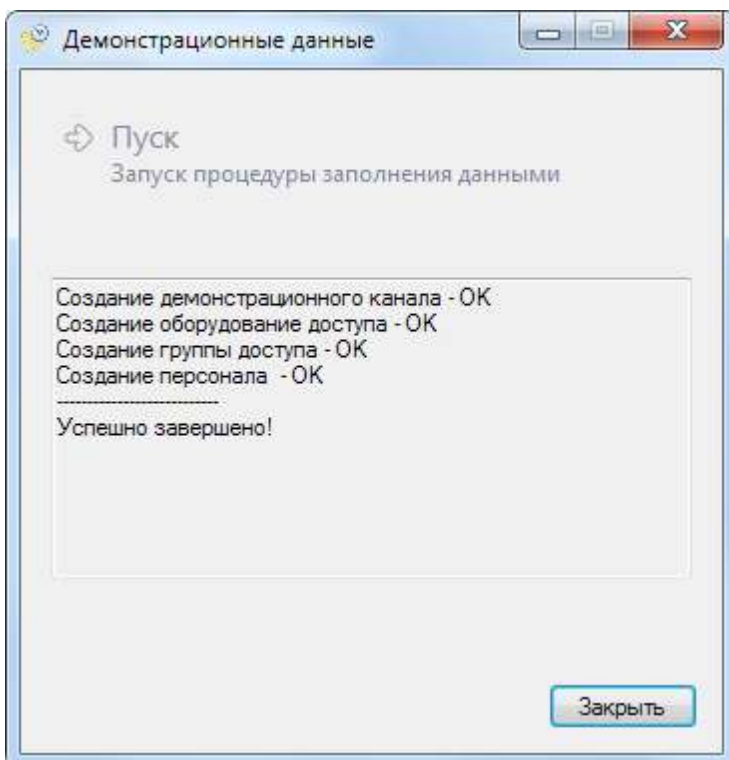 Демонстрационные данные
Пуск
Запуск процедуры заполнения данными
Создание демонстрационного канала - OK
Создание оборудование доступа - OK
Создание группы доступа - OK
Создание персонала  - OK
---------------------------
Успешно завершено!
Закрыть